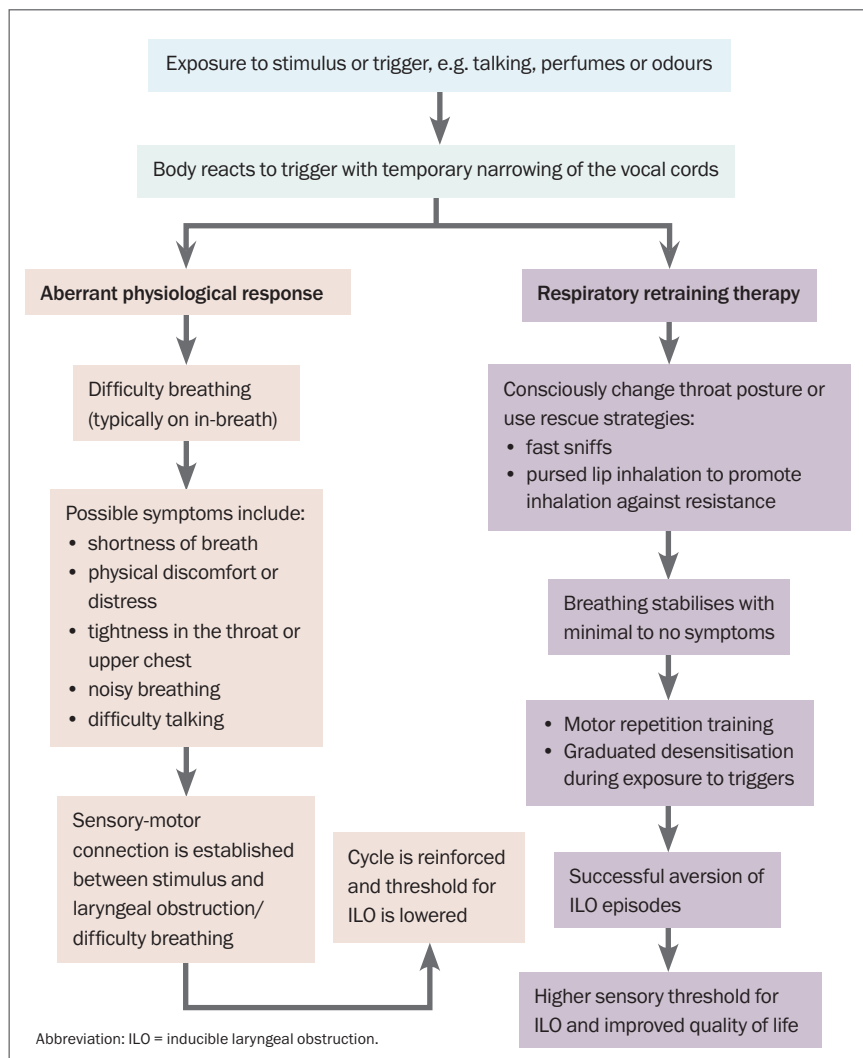 Exposure to stimulus or trigger, e.g. talking, perfumes or odours
Body reacts to trigger with temporary narrowing of the vocal cords
Aberrant physiological response
Difficulty breathing
(typically on in-breath)
Possible symptoms include:
• shortness of breath
• physical discomfort or
distress
• tightness in the throat or
upper chest
• noisy breathing
• difficulty talking
Sensory-motor
connection is established
between stimulus and
laryngeal obstruction/
difficulty breathing
Cycle is reinforced
and threshold for
ILO is lowered
Respiratory retraining therapy
Consciously change throat posture or
use rescue strategies:
• fast sniffs
• pursed lip inhalation to promote
inhalation against resistance
Breathing stabilises with
minimal to no symptoms
• Motor repetition training
• Graduated desensitisation
during exposure to triggers
Successful aversion of
ILO episodes
Higher sensory threshold for
ILO and improved quality of life
Abbreviation: ILO = inducible laryngeal obstruction.